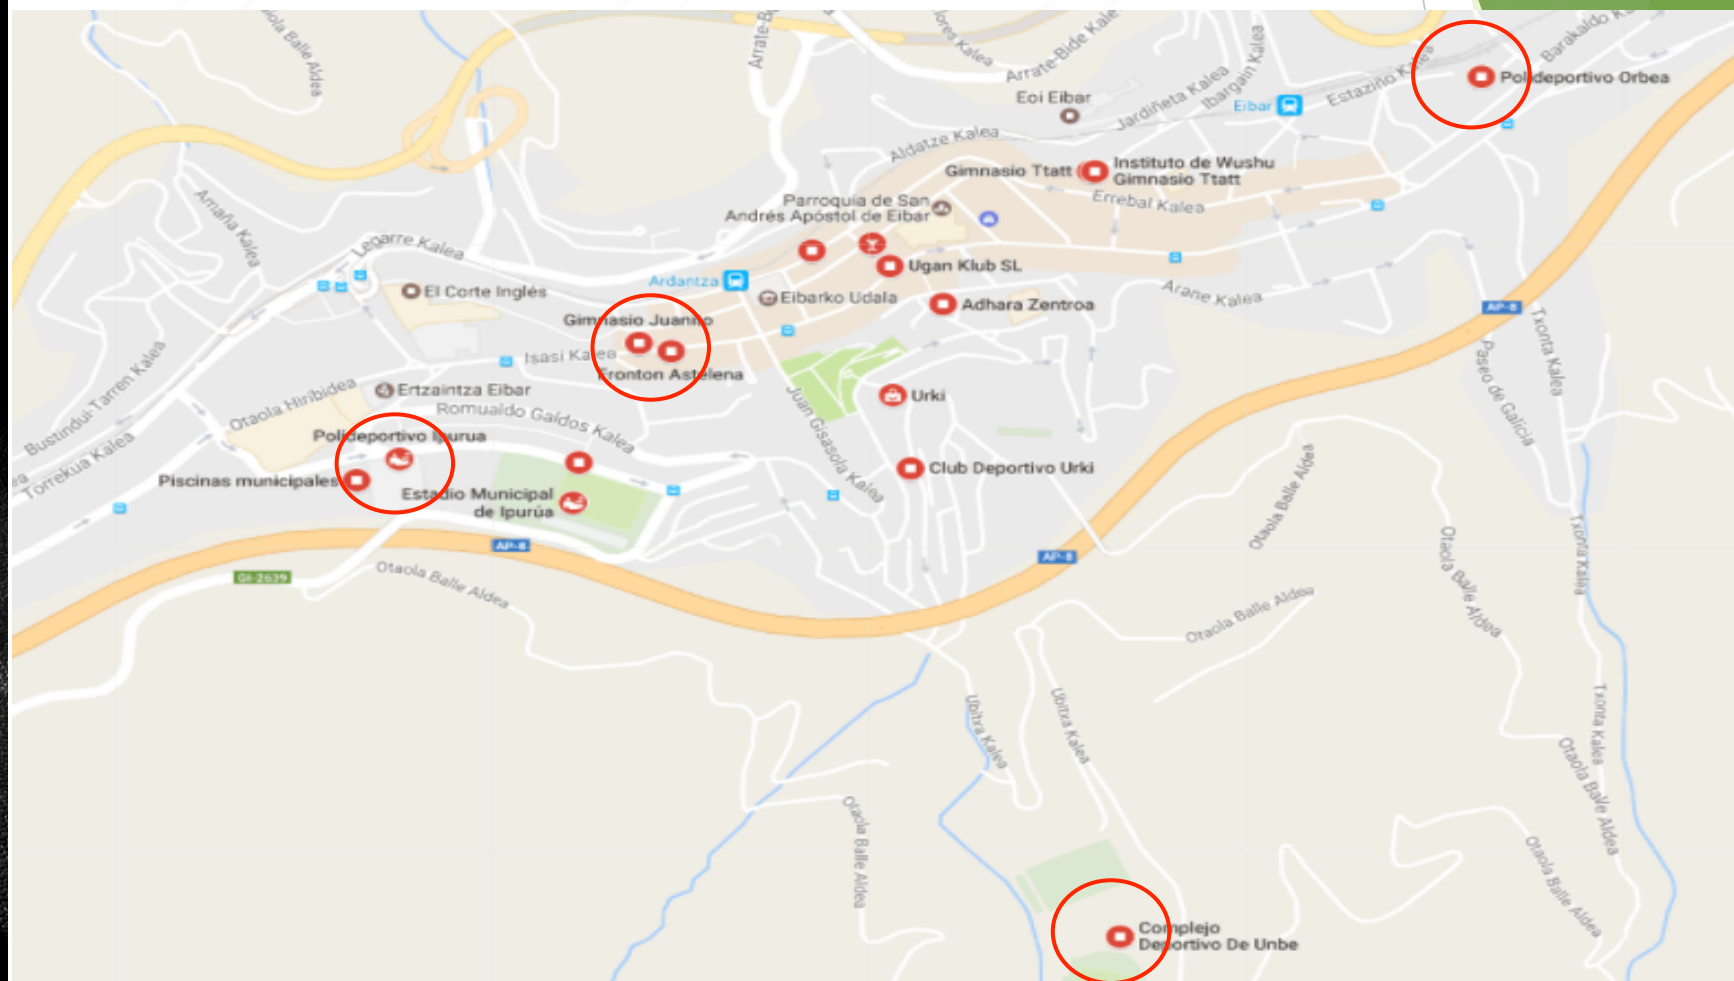 Arrate-Bide Kalea
Barakaldo
Polideportivo Orbea
Estaziño Kalea
Eibar
Ibargain Kalea
Jardiñeta Kalea
Eoi Eibar
Aldatze Kalea
Gimnasio Ttatt
Instituto de Wushu
Gimnasio Ttatt
Errebal Kalea
Parroquia de San
Andrés Apóstol de Eibar
Amaña Kalea
Legarre Kalea
Ardantza
Ugan Klub SL
El Corte Inglés
Eibarko Udala
Adhara Zentroa
Arane Kalea
AP-8
Txonta Kalea
Gimnasio Juanito
Isasi Kalea
Fronton Astelena
Paseo de Galicia
Bustindui-Tarren Kalea
Otaola Hiribidea
Ertzaintza Eibar
Romualdo Galdos Kalea
Juan Gisasola Kalea
Urki
Torrekua Kalea
Polideportivo Ipurua
Piscinas municipales
Estadio Municipal
de Ipurúa
Club Deportivo Urki
Otaola Balle Aldea
AP-8
AP-8
GI-2639
Otaola Balle Aldea
Otaola Balle Aldea
Otaola Balle Aldea
Txonta Kalea
Ubitxa Kalea
Ubitxa Kalea
Txonta Kalea
Otaola Balle Aldea
Otaola Balle Aldea
Otaola Balle Aldea
Complejo
Deportivo De Unbe